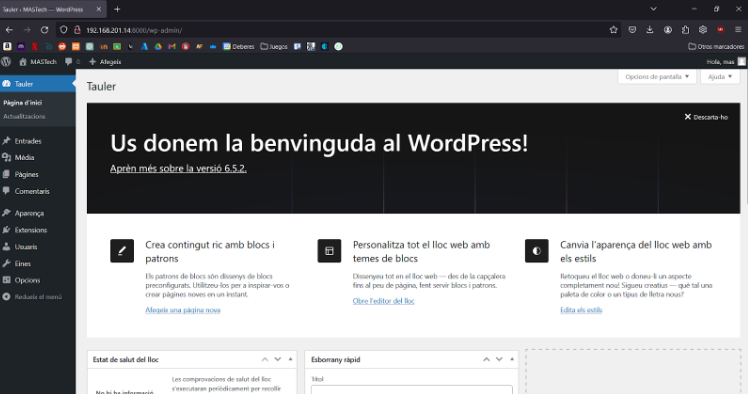 Tauler ‹ MASTech — WordPress
192.168.201.14:8000/wp-admin/
Deberes
Juegos
Otros marcadores
MASTech
0
Afegeix
Hola, mas
Tauler
Pàgina d'inici
Actualitzacions
Entrades
Mèdia
Pàgines
Comentaris
Aparença
Extensions
Usuaris
Eines
Opcions
Redueix el menú
Opcions de pantalla
Ajuda
Tauler
Descarta-ho
Us donem la benvinguda al WordPress!
Aprèn més sobre la versió 6.5.2.
Crea contingut ric amb blocs i
patrons
Els patrons de blocs són dissenys de blocs
preconfigurats. Utilitzeu-los per a inspirar-vos o
crear pàgines noves en un instant.
Afegeix una pàgina nova
Personalitza tot el lloc web amb
temes de blocs
Dissenyeu tot en el lloc web — des de la capçalera
fins al peu de pàgina, fent servir blocs i patrons.
Obre l'editor del lloc
Canvia l'aparença del lloc web amb
els estils
Retoqueu el lloc web o doneu-li un aspecte
completament nou! Sigueu creatius — què tal una
paleta de color o un tipus de lletra nous?
Edita els estils
Estat de salut del lloc
No hi ha informació
Les comprovacions de salut del lloc
s'executaran periòdicament per recollir
Esborrany ràpid
Títol